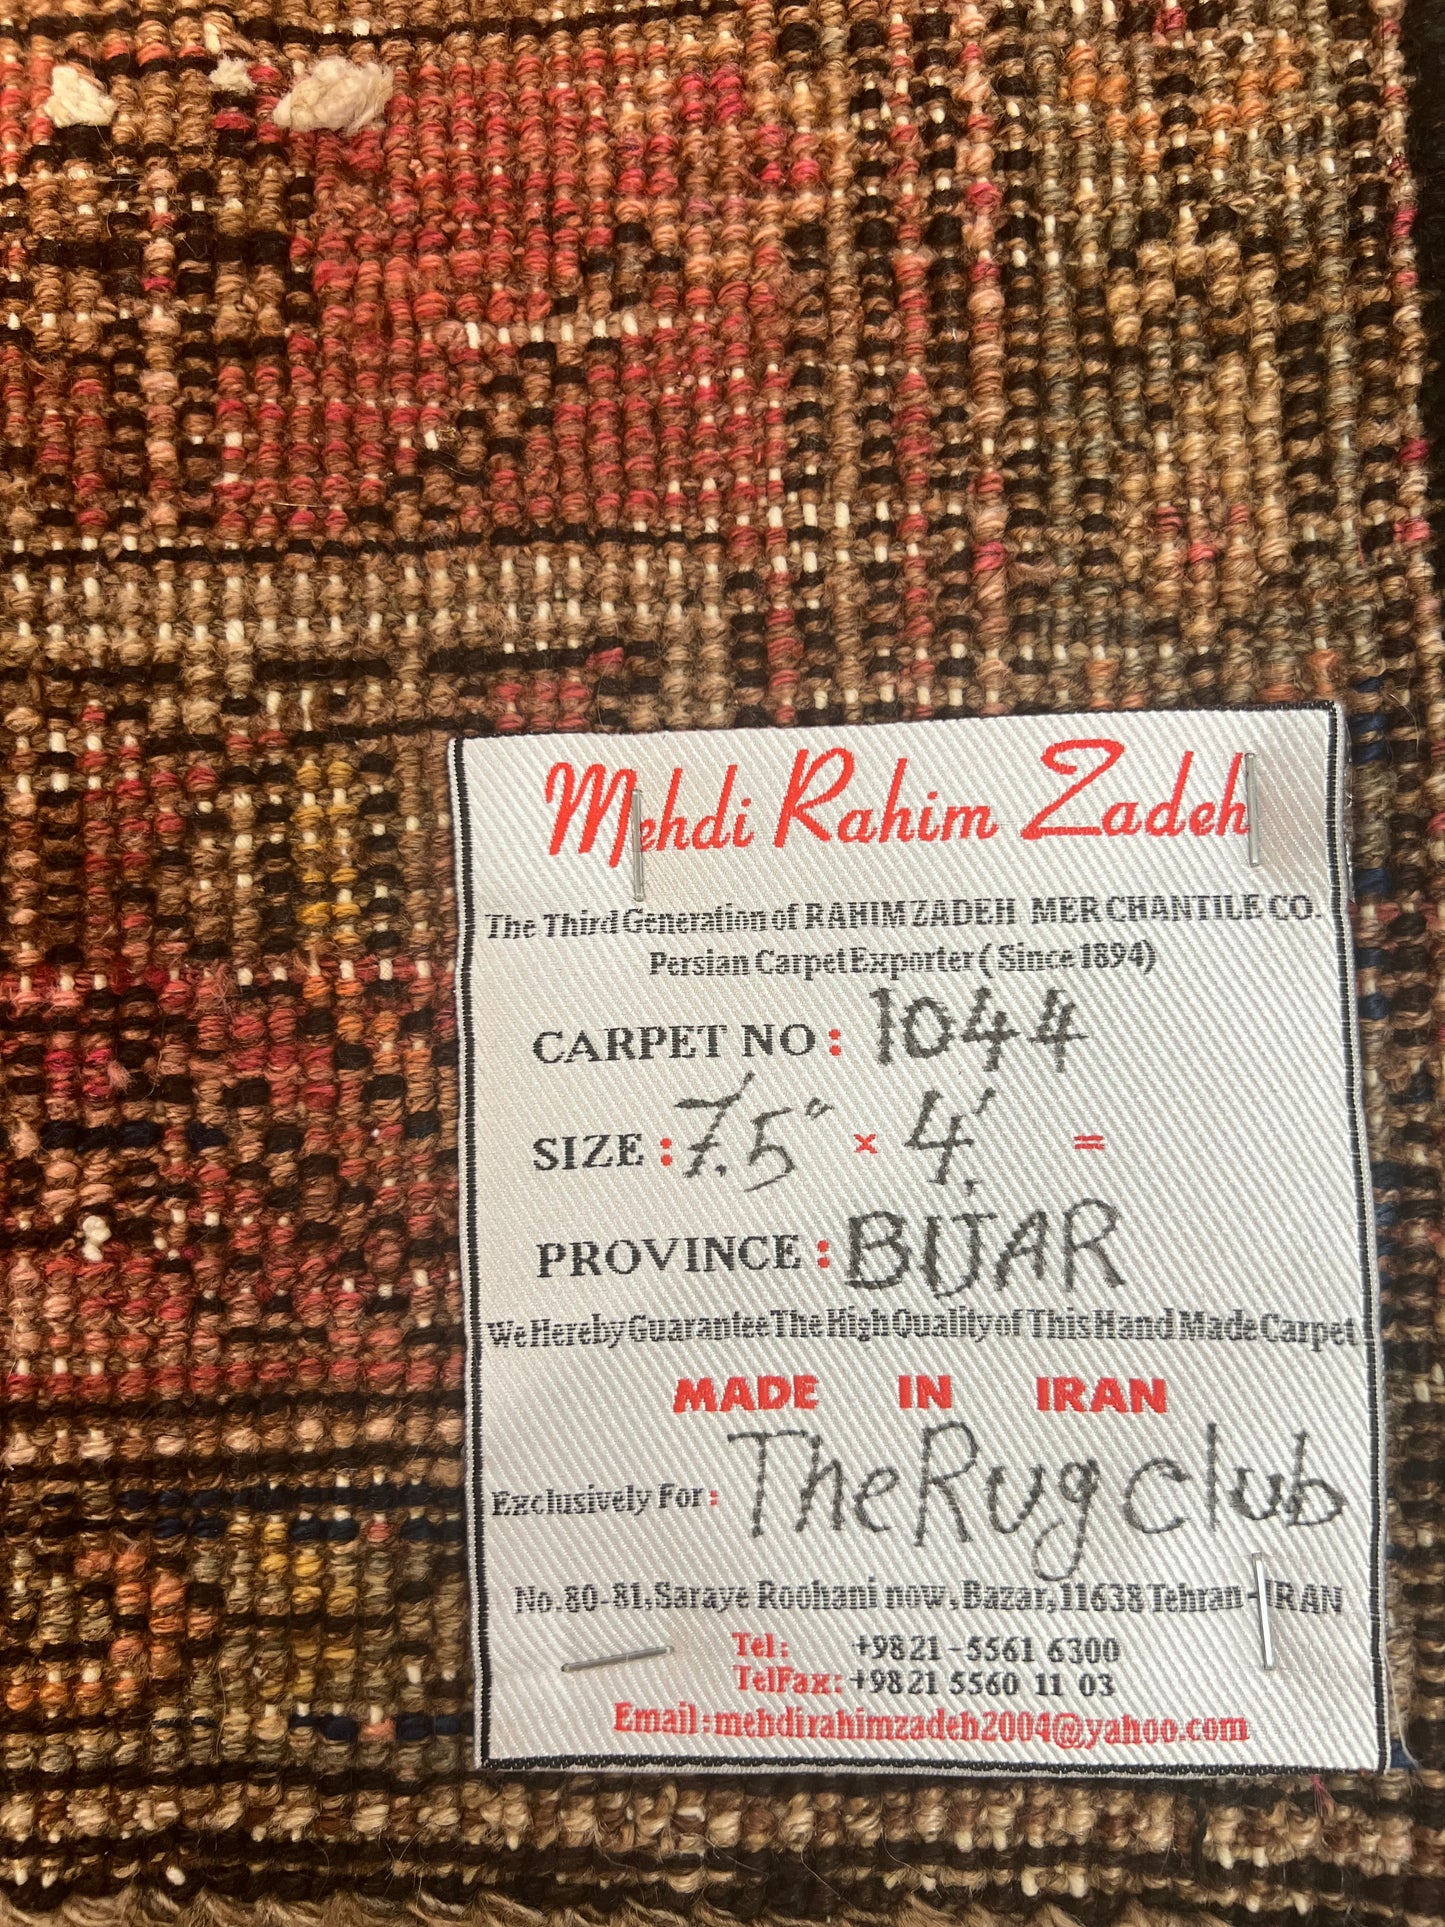 Mehdi Rahim Zadeh
The Third Generation of RAHIMZADEH MERCHANTILE CO.
Persian Carpet Exporter ( Since 1894)
CARPET NO : 1044
SIZE : 7.5" x 4' =
PROVINCE : BIJAR
We Hereby Guarantee The High Quality of This Hand Made Carpet
MADE IN IRAN
Exclusively For : The Rug Club
No.80-81,Saraye Roohani now,Bazar,11638 Tehran-IRAN
Tel: +9821-5561 6300
TelFax: +9821 5560 11 03
Email:mehdirahimzadeh2004@yahoo.com